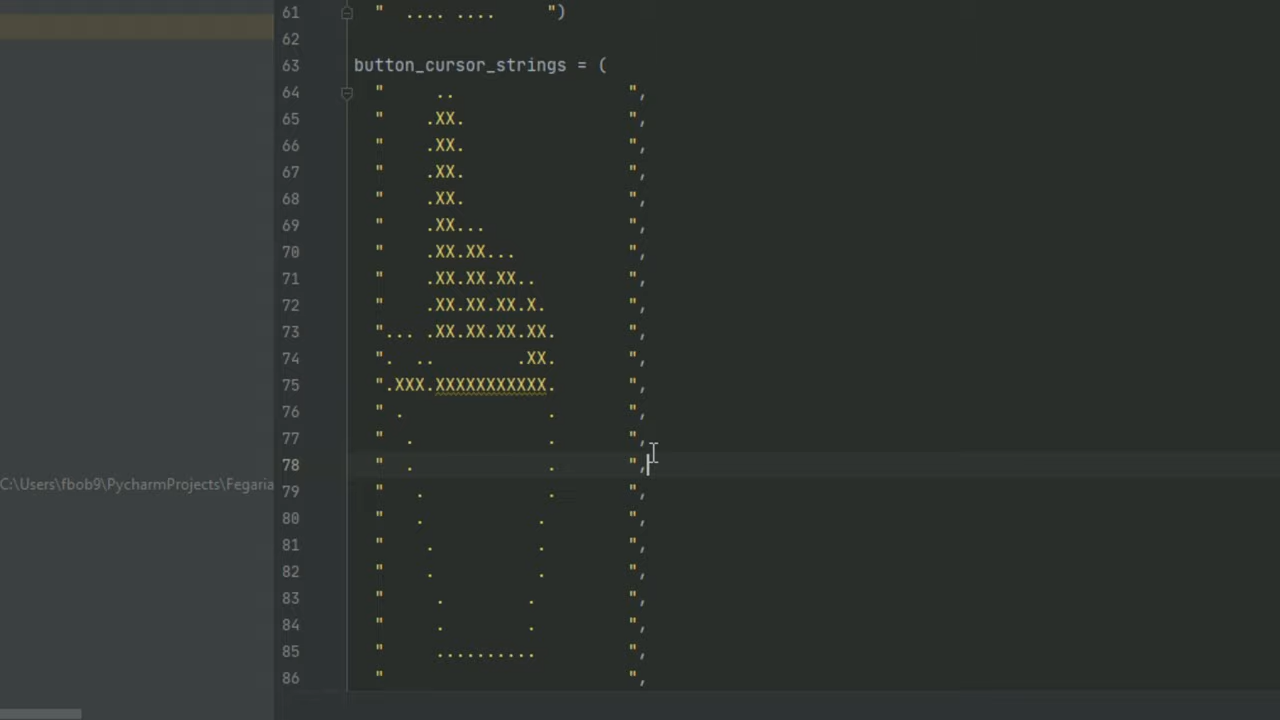 61 "  .... ....     ")
62
63 button_cursor_strings = (
64 "     ..                 ",
65 "    .XX.                ",
66 "    .XX.                ",
67 "    .XX.                ",
68 "    .XX.                ",
69 "    .XX...              ",
70 "    .XX.XX...           ",
71 "    .XX.XX.XX..         ",
72 "    .XX.XX.XX.X.        ",
73 "... .XX.XX.XX.XX.       ",
74 ".  ..        .XX.       ",
75 ".XXX.XXXXXXXXXXX.       ",
76 " .              .       ",
77 "  .             .       ",
78 "  .             .       ",
C:\Users\fbob9\PycharmProjects\Fegaria
79 "   .            .       ",
80 "   .           .        ",
81 "    .          .        ",
82 "    .          .        ",
83 "     .        .         ",
84 "     .        .         ",
85 "     ..........         ",
86 "                        ",